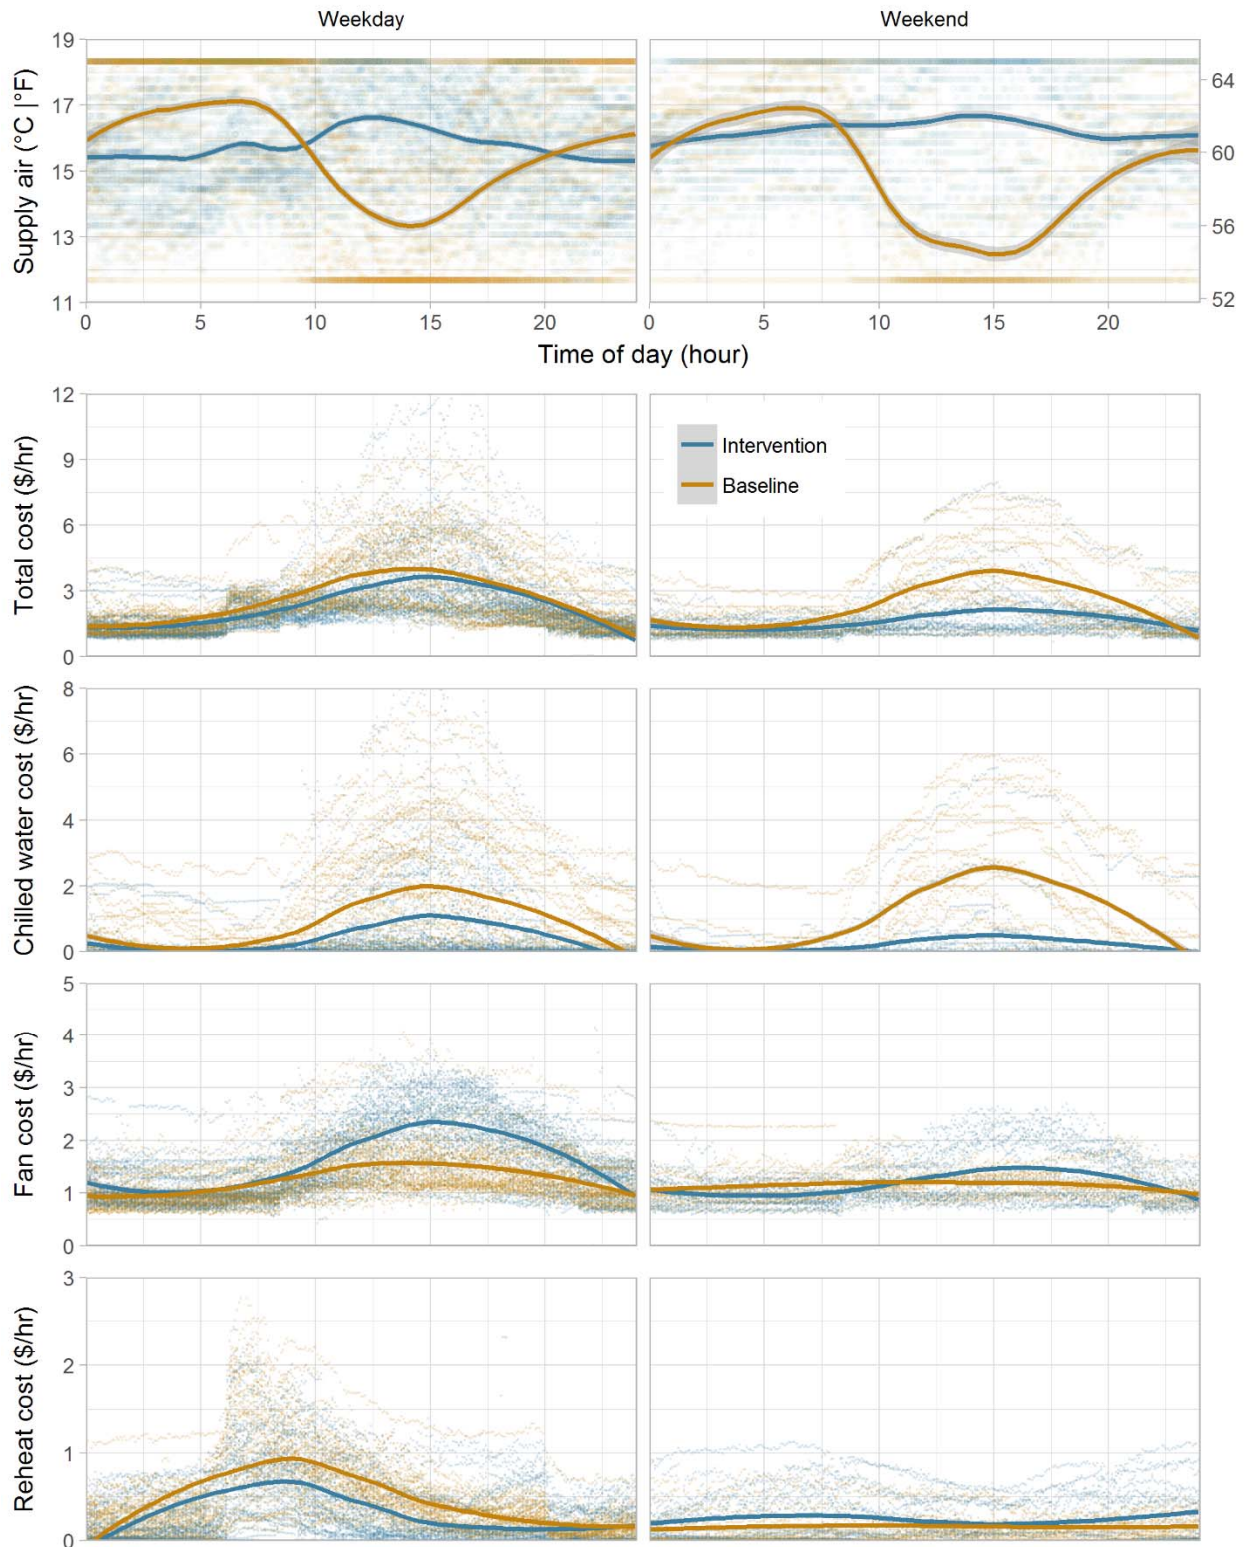 Weekday Weekend
Supply air (°C |°F)
19
17
15
13
11
64
60
56
52
0 5 10 15 20 0 5 10 15 20
Time of day (hour)
Total cost ($/hr)
12
9
6
3
0
Intervention
Baseline
Chilled water cost ($/hr)
8
6
4
2
0
Fan cost ($/hr)
5
4
3
2
1
0
Reheat cost ($/hr)
3
2
1
0